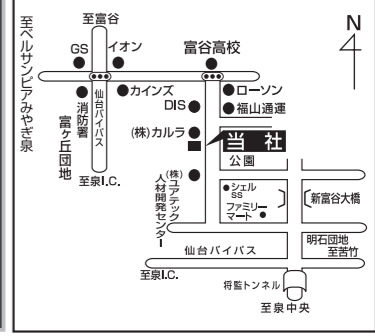 至富谷
N
至ベルサンピアみやぎ泉
GS
イオン
富谷高校
カインズ
ローソン
DIS
福山通運
消防署
富ヶ丘団地
仙台バイパス
(株)カルラ
当社
公園
至泉I.C.
(株)ユアテック
人材開発センター
シェル
SS
ファミリー
マート
新富谷大橋
仙台バイパス
明石団地
至苦竹
至泉I.C.
将監トンネル
至泉中央